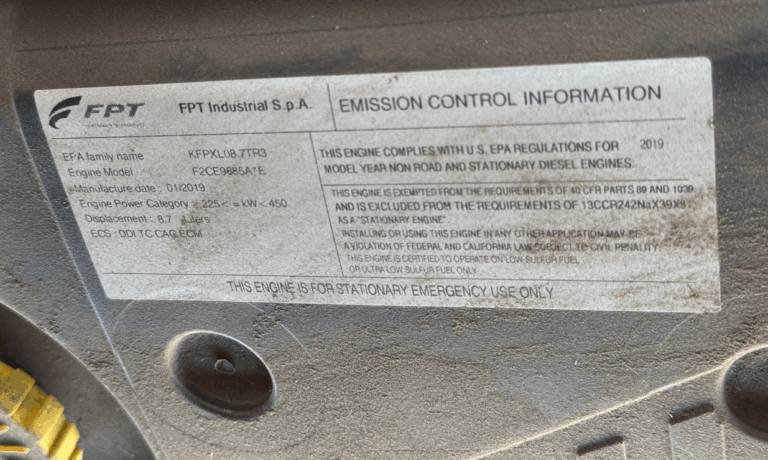 FPT
FPT Industrial S.p.A.
EMISSION CONTROL INFORMATION
EPA family name KFPXL08.7TR3
Engine Model : F2CE9685A*E
Manufacture date : 01/2019
Engine Power Category : 225< = kW < 450
Displacement : 8.7 Liters
ECS : DDI TC CAC ECM
THIS ENGINE COMPLIES WITH U.S. EPA REGULATIONS FOR 2019
MODEL YEAR NON ROAD AND STATIONARY DIESEL ENGINES.
THIS ENGINE IS EXEMPTED FROM THE REQUIREMENTS OF 40 CFR PARTS 89 AND 1039
AND IS EXCLUDED FROM THE REQUIREMENTS OF
AS A "STATIONARY ENGINE"
INSTALLING OR USING THIS ENGINE IN ANY OTHER APPLICATION MAY BE
A VIOLATION OF FEDERAL AND CALIFORNIA LAW SUBJECT TO CIVIL PENALITY.
THIS ENGINE IS CERTIFIED TO OPERATE ON LOW SULFUR FUEL
OR ULTRA LOW SULFUR FUEL ONLY
THIS ENGINE IS FOR STATIONARY EMERGENCY USE ONLY